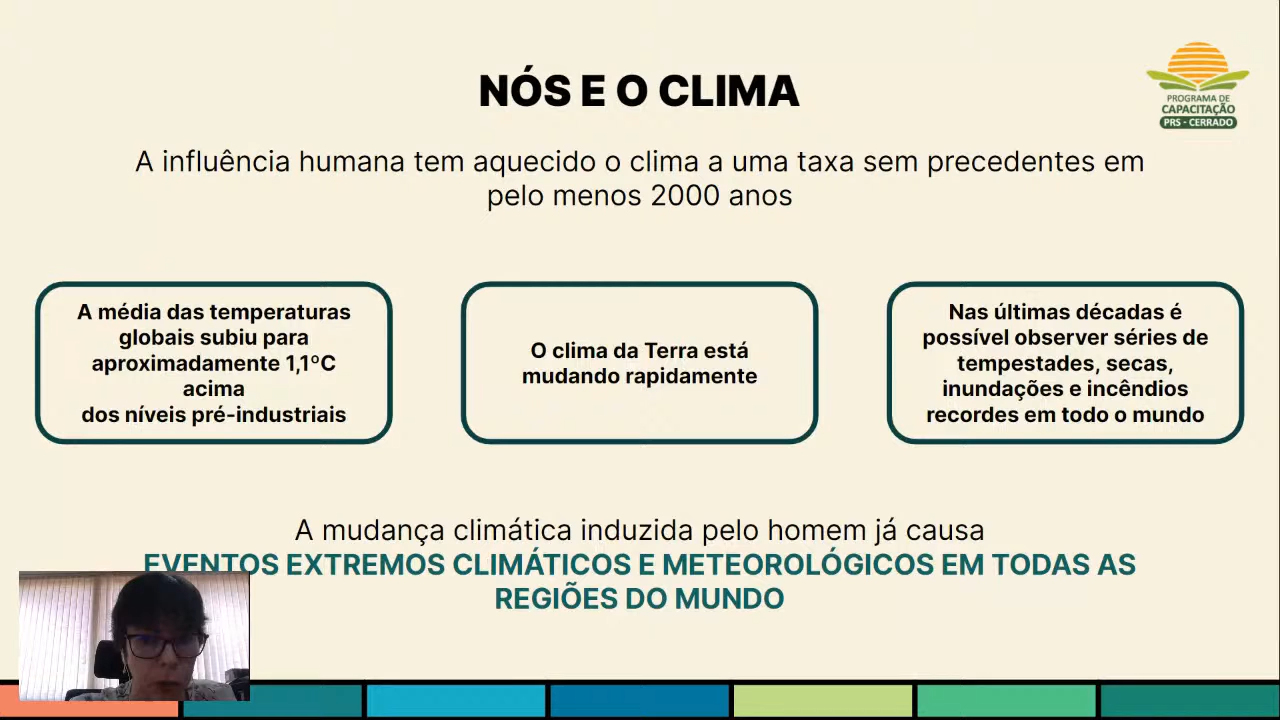 NÓS E O CLIMA
PROGRAMA DE
CAPACITAÇÃO
PRS - CERRADO
A influência humana tem aquecido o clima a uma taxa sem precedentes em
pelo menos 2000 anos
A média das temperaturas
globais subiu para
aproximadamente 1,1ºC
acima
dos níveis pré-industriais
O clima da Terra está
mudando rapidamente
Nas últimas décadas é
possível observar séries de
tempestades, secas,
inundações e incêndios
recordes em todo o mundo
A mudança climática induzida pelo homem já causa
EVENTOS EXTREMOS CLIMÁTICOS E METEOROLÓGICOS EM TODAS AS
REGIÕES DO MUNDO